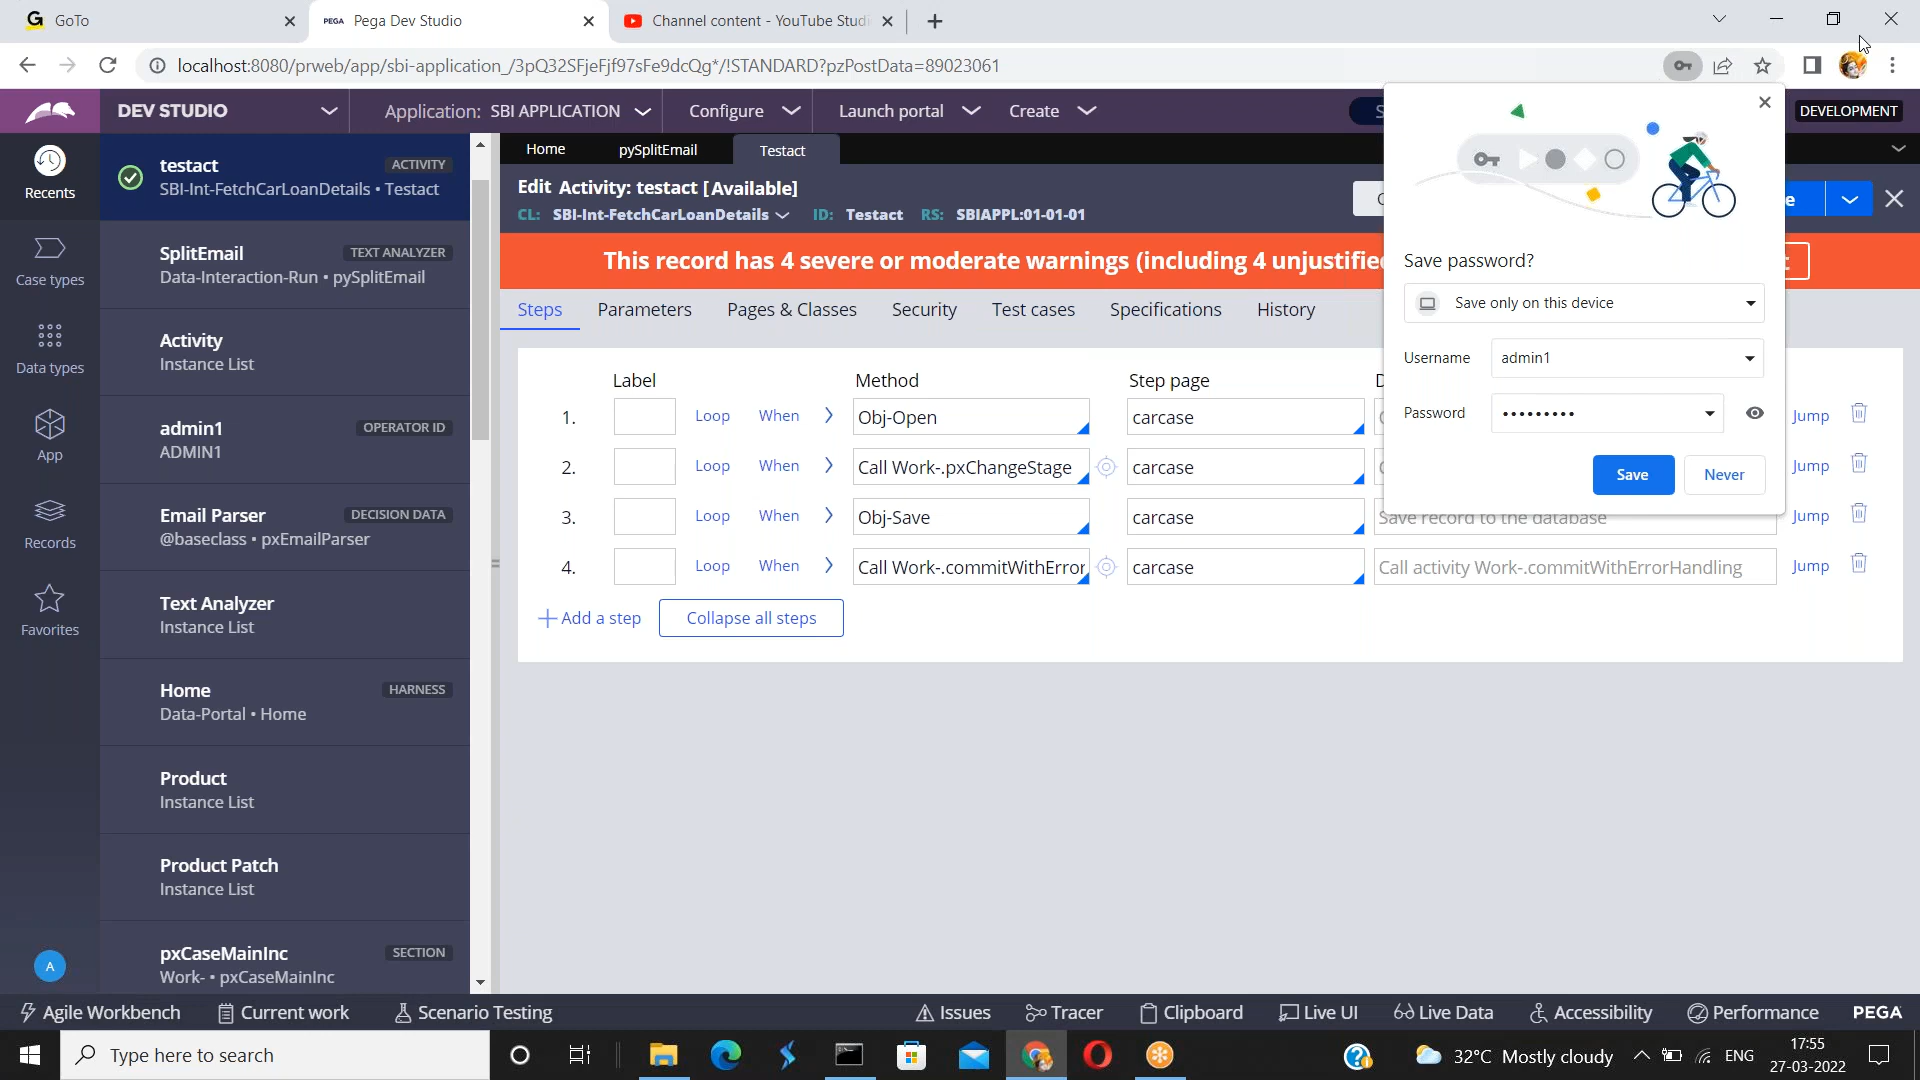 GoTo
PEGA Pega Dev Studio
Channel content - YouTube Studi
localhost:8080/prweb/app/sbi-application_/3pQ32SFjeFjf97sFe9dcQg*/!STANDARD?pzPostData=89023061
DEV STUDIO
Application: SBI APPLICATION
Configure
Launch portal
Create
DEVELOPMENT
Recents
Case types
Data types
App
Records
Favorites
A
testact ACTIVITY
SBI-Int-FetchCarLoanDetails • Testact
SplitEmail TEXT ANALYZER
Data-Interaction-Run • pySplitEmail
Activity
Instance List
admin1 OPERATOR ID
ADMIN1
Email Parser DECISION DATA
@baseclass • pxEmailParser
Text Analyzer
Instance List
Home HARNESS
Data-Portal • Home
Product
Instance List
Product Patch
Instance List
pxCaseMainInc SECTION
Work- • pxCaseMainInc
Home pySplitEmail Testact
Edit Activity: testact [Available]
CL: SBI-Int-FetchCarLoanDetails ID: Testact RS: SBIAPPL:01-01-01
This record has 4 severe or moderate warnings (including 4 unjustifie
Steps Parameters Pages & Classes Security Test cases Specifications History
Label Method Step page
1. Loop When Obj-Open carcase Jump
2. Loop When Call Work-.pxChangeStage carcase Jump
3. Loop When Obj-Save carcase Save record to the database Jump
4. Loop When Call Work-.commitWithError carcase Call activity Work-.commitWithErrorHandling Jump
Add a step Collapse all steps
Save password?
Save only on this device
Username admin1
Password •••••••••
Save Never
Agile Workbench Current work Scenario Testing Issues Tracer Clipboard Live UI Live Data Accessibility Performance PEGA
Type here to search
32°C Mostly cloudy ENG
17:55
27-03-2022